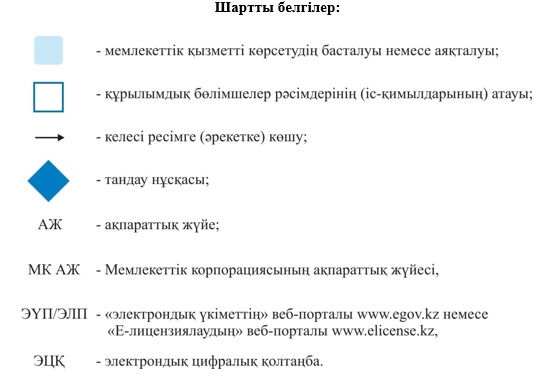 Шартты белгілер:
- мемлекеттік қызметті көрсетудің басталуы немесе аяқталуы;
- құрылымдық бөлімшелер рәсімдерінің (іс-қимылдарының) атауы;
- келесі ресімге (әрекетке) көшу;
- тандау нұсқасы;
АЖ - ақпараттық жүйе;
МК АЖ - Мемлекеттік корпорациясының ақпараттық жүйесі,
ЭҮП/ЭЛП - «электрондық үкіметтің» веб-порталы www.egov.kz немесе
«Е-лицензиялаудың» веб-порталы www.elicense.kz,
ЭЦҚ - электрондық цифралық қолтаңба.